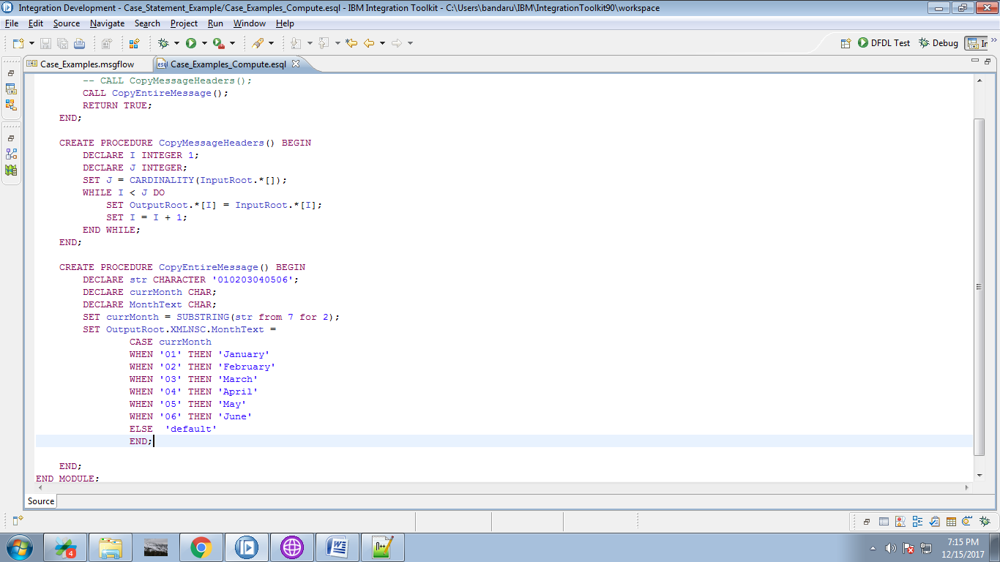 Integration Development - Case_Statement_Example/Case_Examples_Compute.esql - IBM Integration Toolkit - C:\Users\bandaru\IBM\IntegrationToolkit90\workspace
File Edit Source Navigate Search Project Run Window Help
DFDL Test Debug In
Case_Examples.msgflow Case_Examples_Compute.esql
-- CALL CopyMessageHeaders();
CALL CopyEntireMessage();
RETURN TRUE;
END;
CREATE PROCEDURE CopyMessageHeaders() BEGIN
DECLARE I INTEGER 1;
DECLARE J INTEGER;
SET J = CARDINALITY(InputRoot.*[]);
WHILE I < J DO
SET OutputRoot.*[I] = InputRoot.*[I];
SET I = I + 1;
END WHILE;
END;
CREATE PROCEDURE CopyEntireMessage() BEGIN
DECLARE str CHARACTER '010203040506';
DECLARE currMonth CHAR;
DECLARE MonthText CHAR;
SET currMonth = SUBSTRING(str from 7 for 2);
SET OutputRoot.XMLNSC.MonthText =
CASE currMonth
WHEN '01' THEN 'January'
WHEN '02' THEN 'February'
WHEN '03' THEN 'March'
WHEN '04' THEN 'April'
WHEN '05' THEN 'May'
WHEN '06' THEN 'June'
ELSE  'default'
END;
END;
END MODULE;
Source
4
7:15 PM
12/15/2017